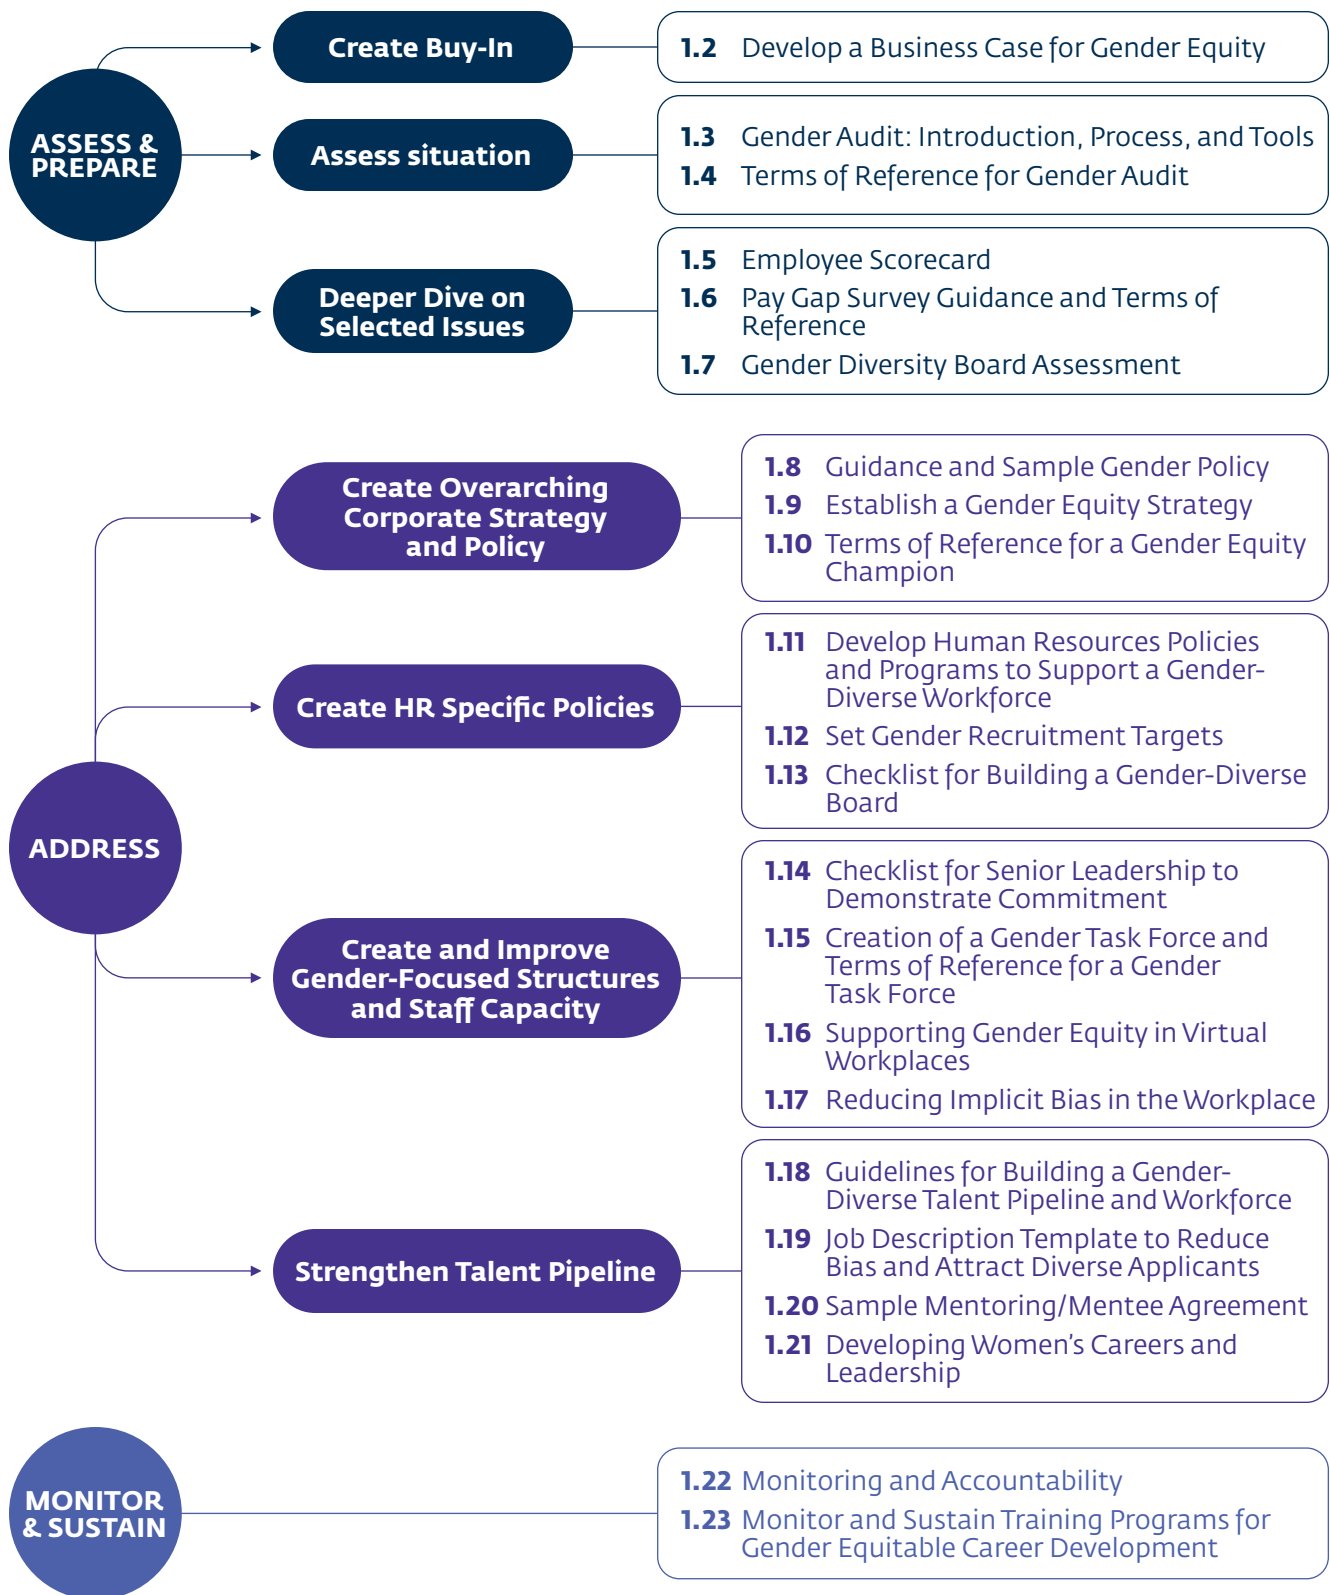 ASSESS &
PREPARE
Create Buy-In
1.2 Develop a Business Case for Gender Equity
Assess situation
1.3 Gender Audit: Introduction, Process, and Tools
1.4 Terms of Reference for Gender Audit
Deeper Dive on
Selected Issues
1.5 Employee Scorecard
1.6 Pay Gap Survey Guidance and Terms of
Reference
1.7 Gender Diversity Board Assessment
ADDRESS
Create Overarching
Corporate Strategy
and Policy
1.8 Guidance and Sample Gender Policy
1.9 Establish a Gender Equity Strategy
1.10 Terms of Reference for a Gender Equity
Champion
Create HR Specific Policies
1.11 Develop Human Resources Policies
and Programs to Support a Gender-
Diverse Workforce
1.12 Set Gender Recruitment Targets
1.13 Checklist for Building a Gender-Diverse
Board
Create and Improve
Gender-Focused Structures
and Staff Capacity
1.14 Checklist for Senior Leadership to
Demonstrate Commitment
1.15 Creation of a Gender Task Force and
Terms of Reference for a Gender
Task Force
1.16 Supporting Gender Equity in Virtual
Workplaces
1.17 Reducing Implicit Bias in the Workplace
Strengthen Talent Pipeline
1.18 Guidelines for Building a Gender-
Diverse Talent Pipeline and Workforce
1.19 Job Description Template to Reduce
Bias and Attract Diverse Applicants
1.20 Sample Mentoring/Mentee Agreement
1.21 Developing Women's Careers and
Leadership
MONITOR
& SUSTAIN
1.22 Monitoring and Accountability
1.23 Monitor and Sustain Training Programs for
Gender Equitable Career Development